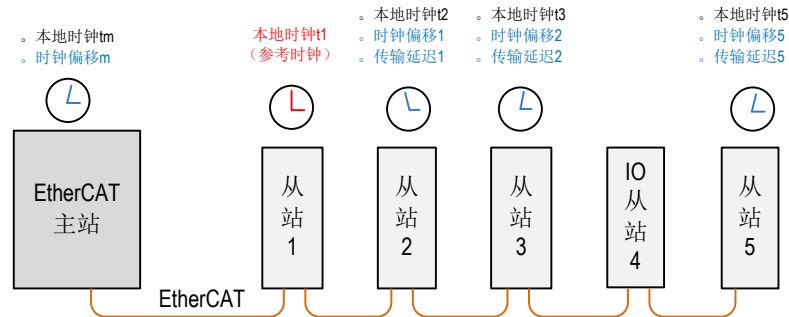 。本地时钟tm
。时钟偏移m
本地时钟t1
（参考时钟）
。本地时钟t2
。时钟偏移1
。传输延迟1
。本地时钟t3
。时钟偏移2
。传输延迟2
。本地时钟t5
。时钟偏移5
。传输延迟5
EtherCAT
主站
从
站
1
从
站
2
从
站
3
IO
从
站
4
从
站
5
EtherCAT